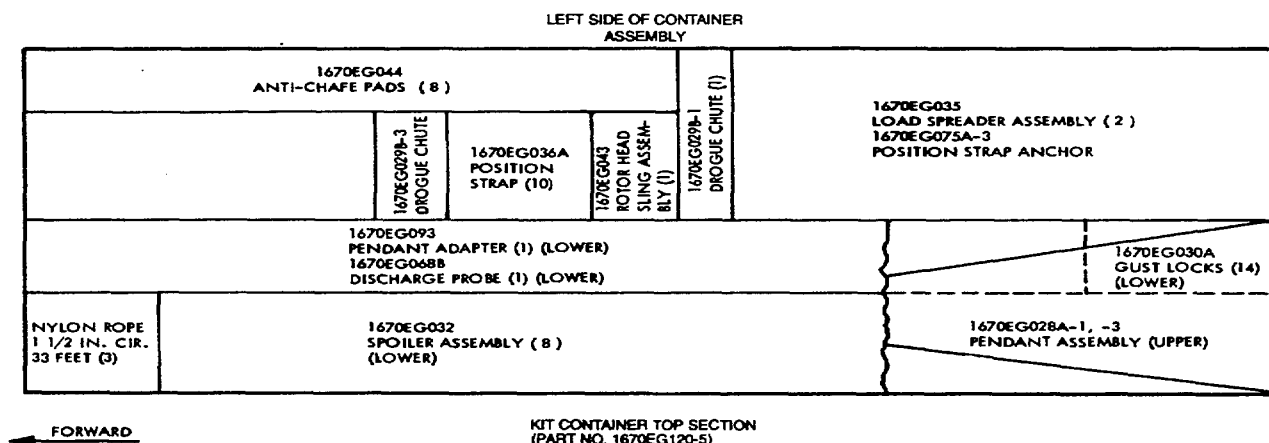 LEFT SIDE OF CONTAINER
ASSEMBLY
1670EG044
ANTI-CHAFE PADS ( 8 )
1670EG029B-3
DROGUE CHUTE
1670EG036A
POSITION
STRAP (10)
1670EG043
ROTOR HEAD
SLING ASSEM-
BLY (1)
1670EG029B-1
DROGUE CHUTE (1)
1670EG035
LOAD SPREADER ASSEMBLY ( 2 )
1670EG075A-3
POSITION STRAP ANCHOR
1670EG093
PENDANT ADAPTER (1) (LOWER)
1670EG068B
DISCHARGE PROBE (1) (LOWER)
1670EG030A
GUST LOCKS (14)
(LOWER)
NYLON ROPE
1 1/2 IN. CIR.
33 FEET (3)
1670EG032
SPOILER ASSEMBLY ( 8 )
(LOWER)
1670EG028A-1, -3
PENDANT ASSEMBLY (UPPER)
FORWARD
KIT CONTAINER TOP SECTION
(PART NO. 1670EG120-5)